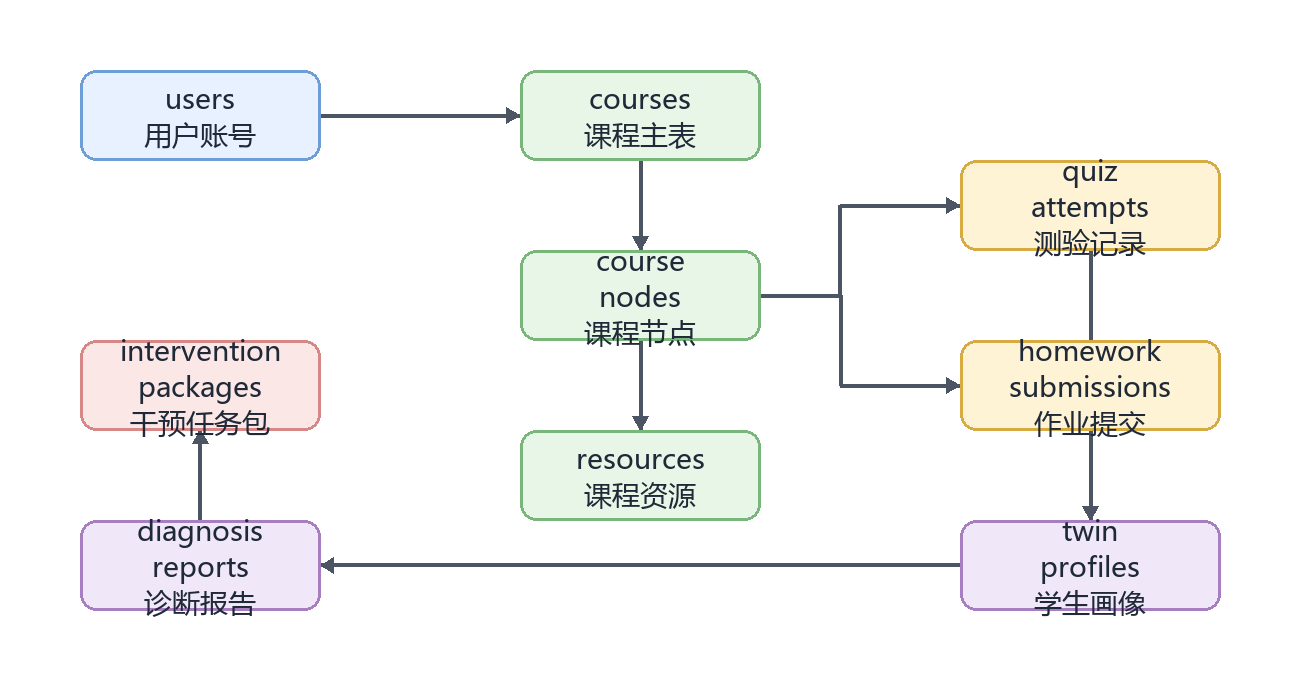 users
用户账号
courses
课程主表
quiz
attempts
测验记录
course
nodes
课程节点
intervention
packages
干预任务包
homework
submissions
作业提交
resources
课程资源
diagnosis
reports
诊断报告
twin
profiles
学生画像